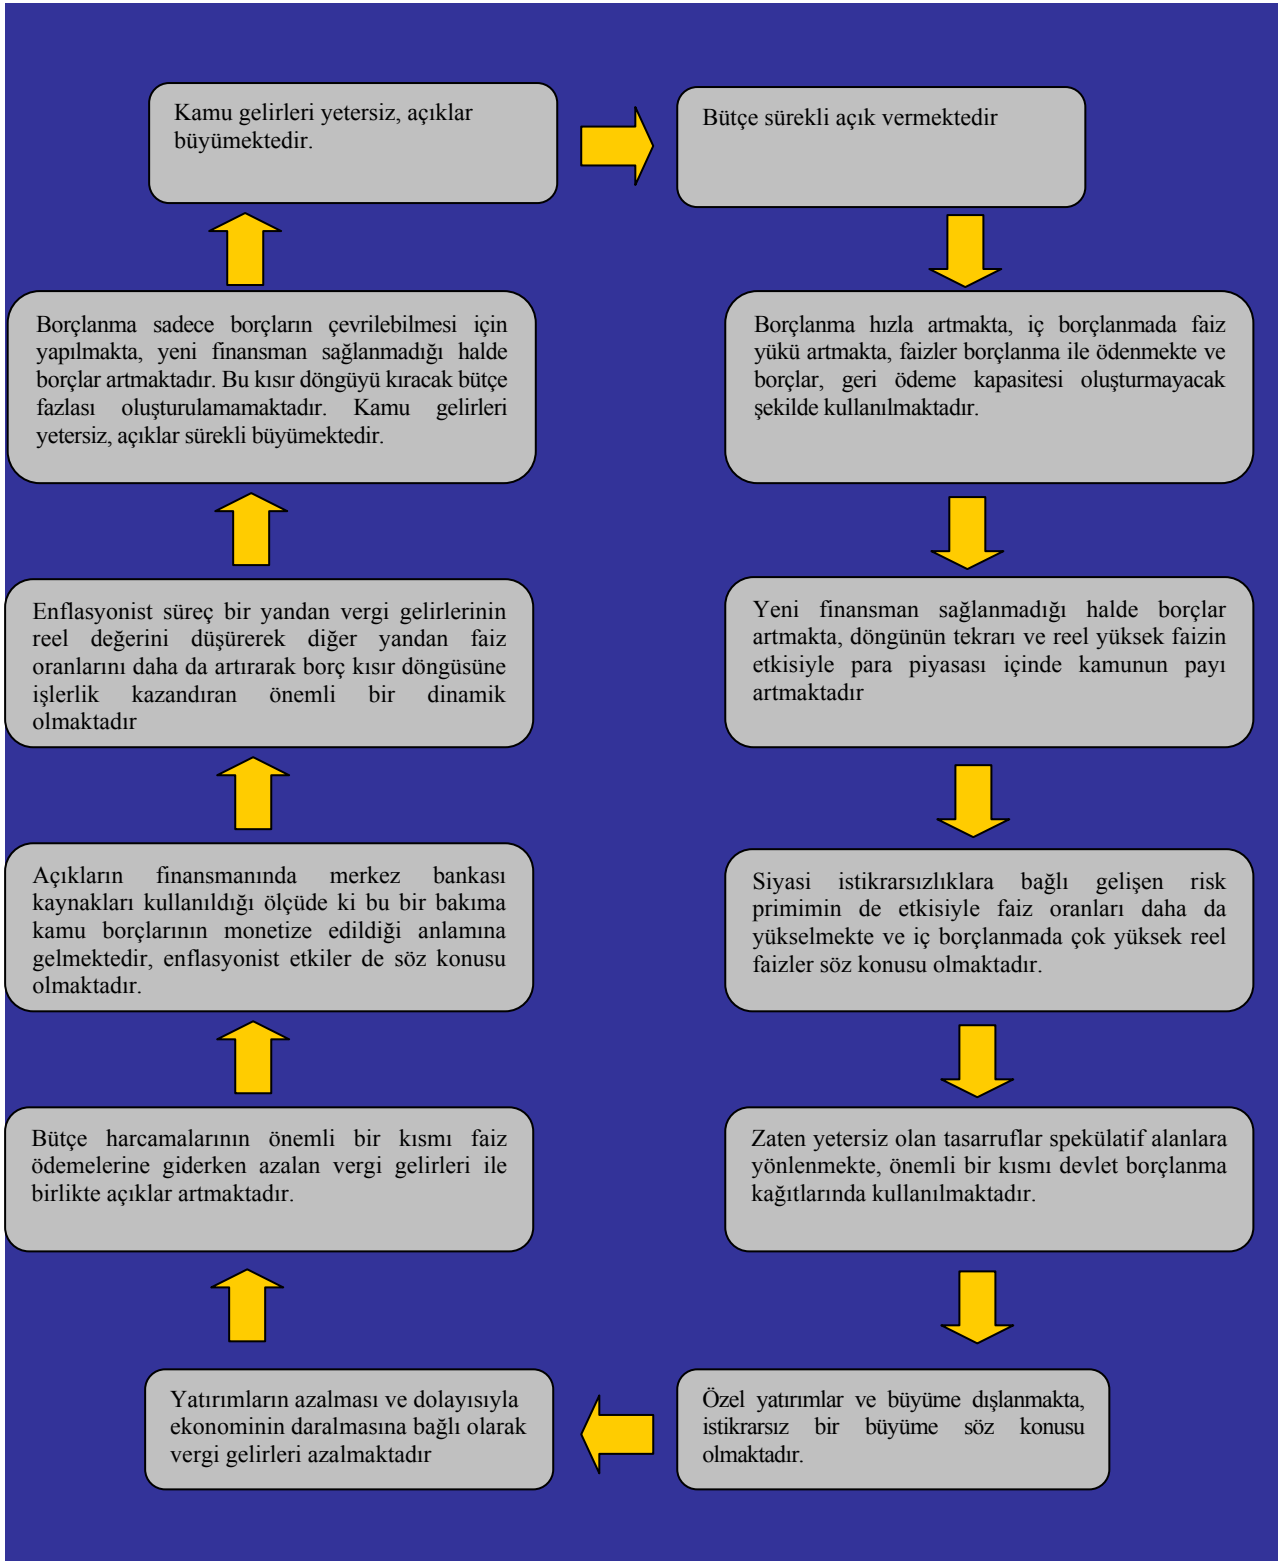 Kamu gelirleri yetersiz, açıklar
büyümektedir.
Bütçe sürekli açık vermektedir
Borçlanma hızla artmakta, iç borçlanmada faiz
yükü artmakta, faizler borçlanma ile ödenmekte ve
borçlar, geri ödeme kapasitesi oluşturmayacak
şekilde kullanılmaktadır.
Yeni finansman sağlanmadığı halde borçlar
artmakta, döngünün tekrarı ve reel yüksek faizin
etkisiyle para piyasası içinde kamunun payı
artmaktadır
Siyasi istikrarsızlıklara bağlı gelişen risk
primimin de etkisiyle faiz oranları daha da
yükselmekte ve iç borçlanmada çok yüksek reel
faizler söz konusu olmaktadır.
Zaten yetersiz olan tasarruflar spekülatif alanlara
yönlenmekte, önemli bir kısmı devlet borçlanma
kağıtlarında kullanılmaktadır.
Özel yatırımlar ve büyüme dışlanmakta,
istikrarsız bir büyüme söz konusu
olmaktadır.
Yatırımların azalması ve dolayısıyla
ekonominin daralmasına bağlı olarak
vergi gelirleri azalmaktadır
Bütçe harcamalarının önemli bir kısmı faiz
ödemelerine giderken azalan vergi gelirleri ile
birlikte açıklar artmaktadır.
Açıkların finansmanında merkez bankası
kaynakları kullanıldığı ölçüde ki bu bir bakıma
kamu borçlarının monetize edildiği anlamına
gelmektedir, enflasyonist etkiler de söz konusu
olmaktadır.
Enflasyonist süreç bir yandan vergi gelirlerinin
reel değerini düşürerek diğer yandan faiz
oranlarını daha da artırarak borç kısır döngüsüne
işlerlik kazandıran önemli bir dinamik
olmaktadır
Borçlanma sadece borçların çevrilebilmesi için
yapılmakta, yeni finansman sağlanmadığı halde
borçlar artmaktadır. Bu kısır döngüyü kıracak bütçe
fazlası oluşturulamamaktadır. Kamu gelirleri
yetersiz, açıklar sürekli büyümektedir.